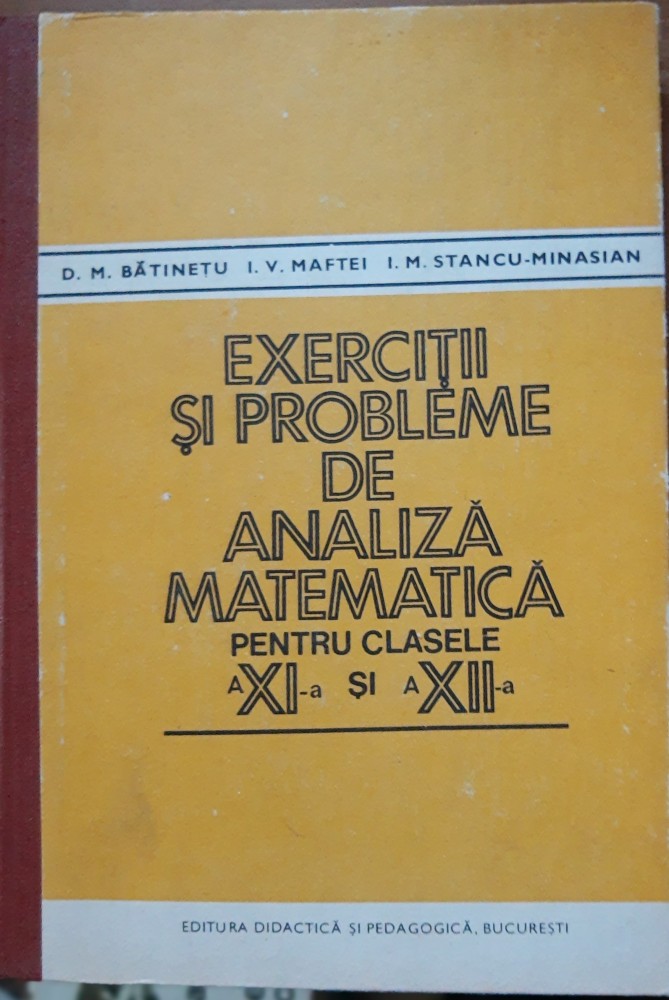 D. M. BĂTINEȚU I. V. MAFTEI I. M. STANCU-MINASIAN
EXERCIȚII
ȘI PROBLEME
DE
ANALIZĂ
MATEMATICĂ
PENTRU CLASELE
A XI-a ȘI A XII-a
EDITURA DIDACTICĂ ȘI PEDAGOGICĂ, BUCUREȘTI